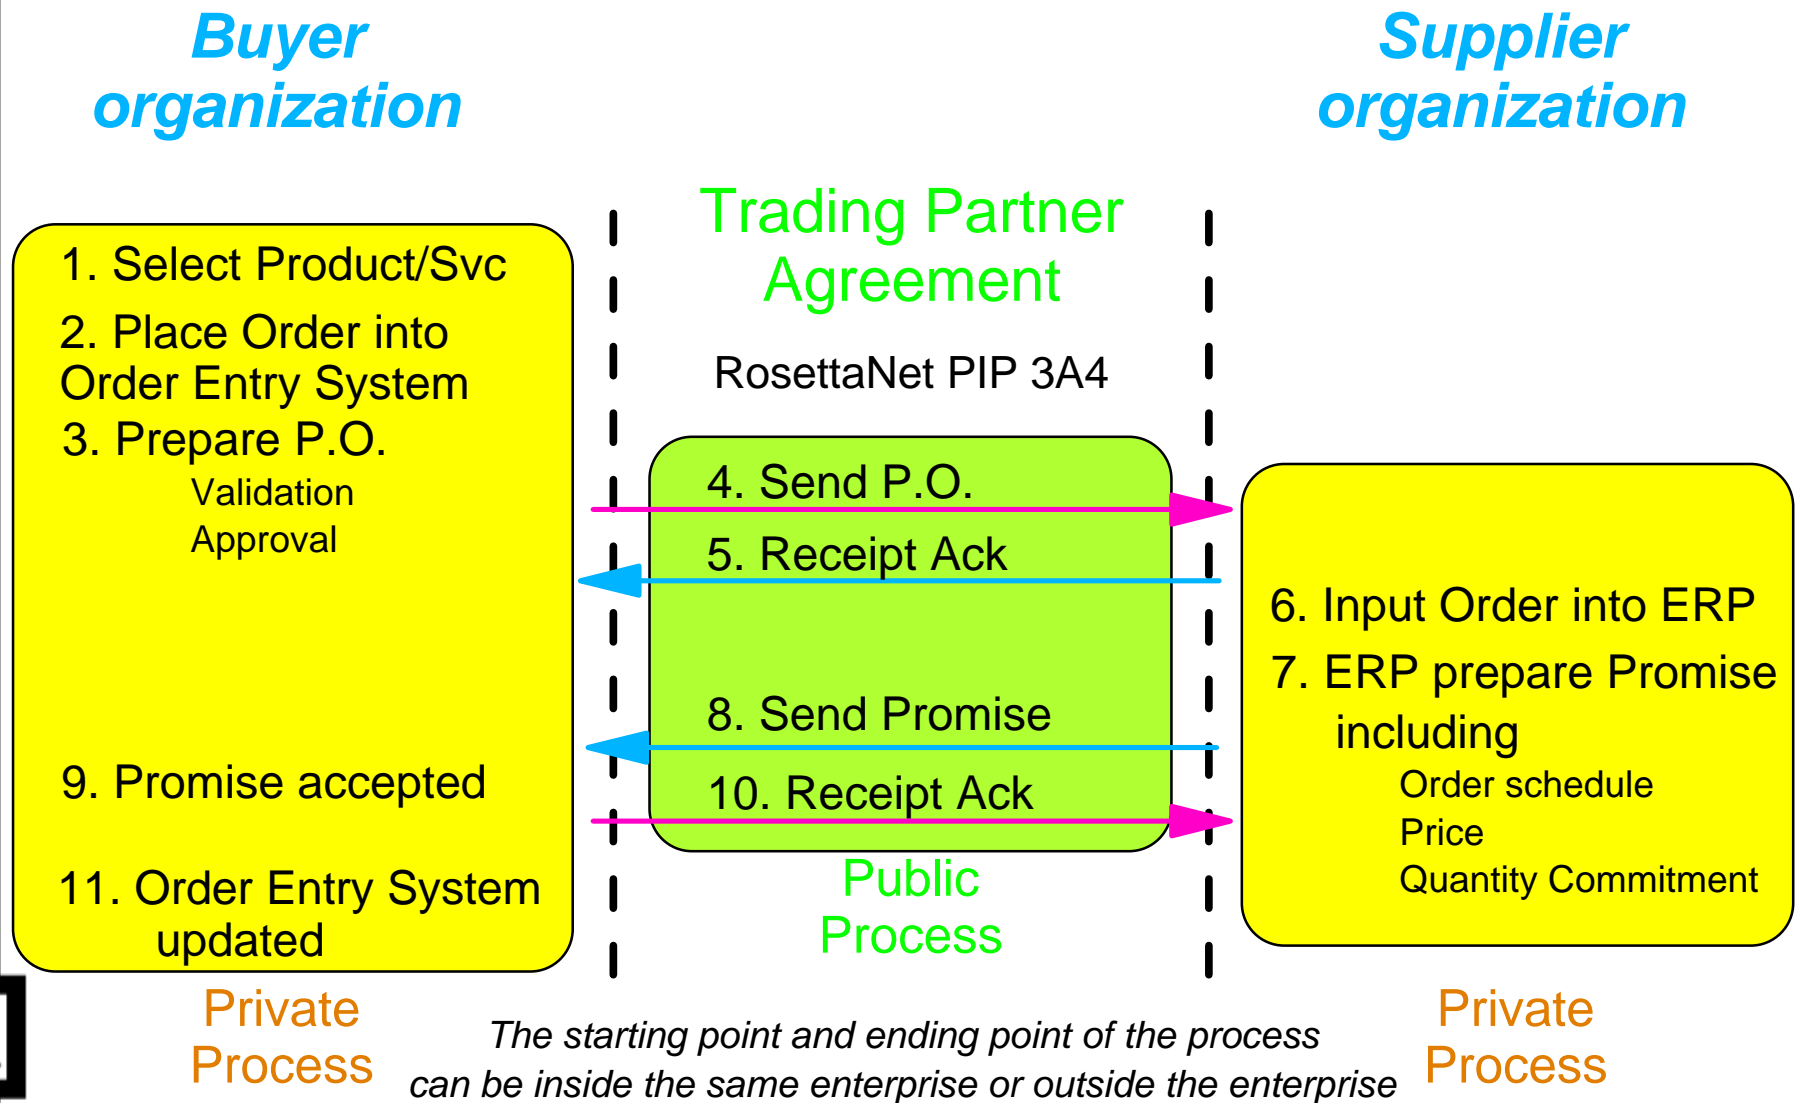 Buyer
organization
Supplier
organization
Trading Partner
Agreement
RosettaNet PIP 3A4
1. Select Product/Svc
2. Place Order into
Order Entry System
3. Prepare P.O.
Validation
Approval
4. Send P.O.
5. Receipt Ack
6. Input Order into ERP
7. ERP prepare Promise
including
Order schedule
Price
Quantity Commitment
8. Send Promise
9. Promise accepted
10. Receipt Ack
11. Order Entry System
updated
Public
Process
Private
Process
Private
Process
The starting point and ending point of the process
can be inside the same enterprise or outside the enterprise